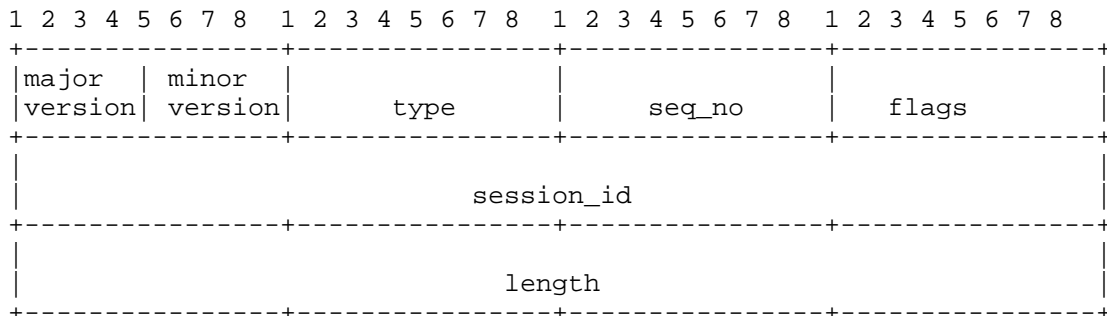 1 2 3 4 5 6 7 8 1 2 3 4 5 6 7 8 1 2 3 4 5 6 7 8 1 2 3 4 5 6 7 8
+----------------+----------------+----------------+----------------+
|major | minor | | | |
|version| version| type | seq_no | flags |
+----------------+----------------+----------------+----------------+
| |
| session_id |
+----------------+----------------+----------------+----------------+
| |
| length |
+----------------+----------------+----------------+----------------+